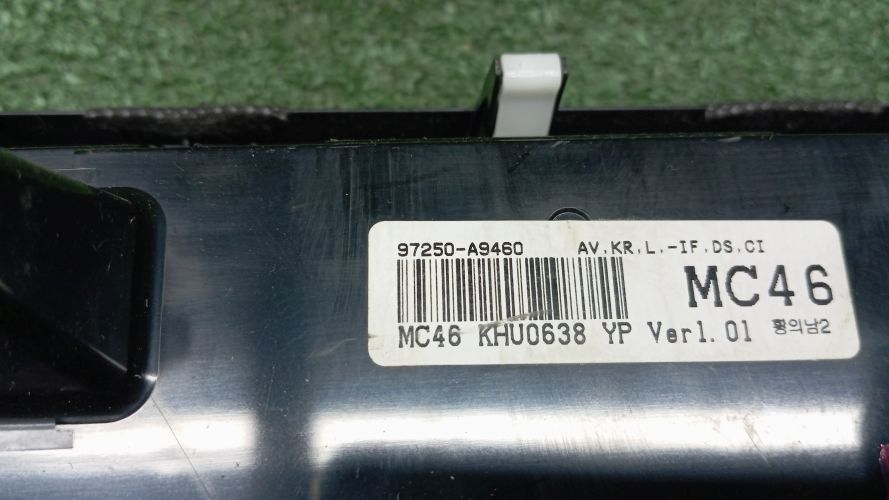 97250-A9460 AV.KR.L.-IF.DS.CI
MC46
MC46 KHU0638 YP Ver1.01 황의남2